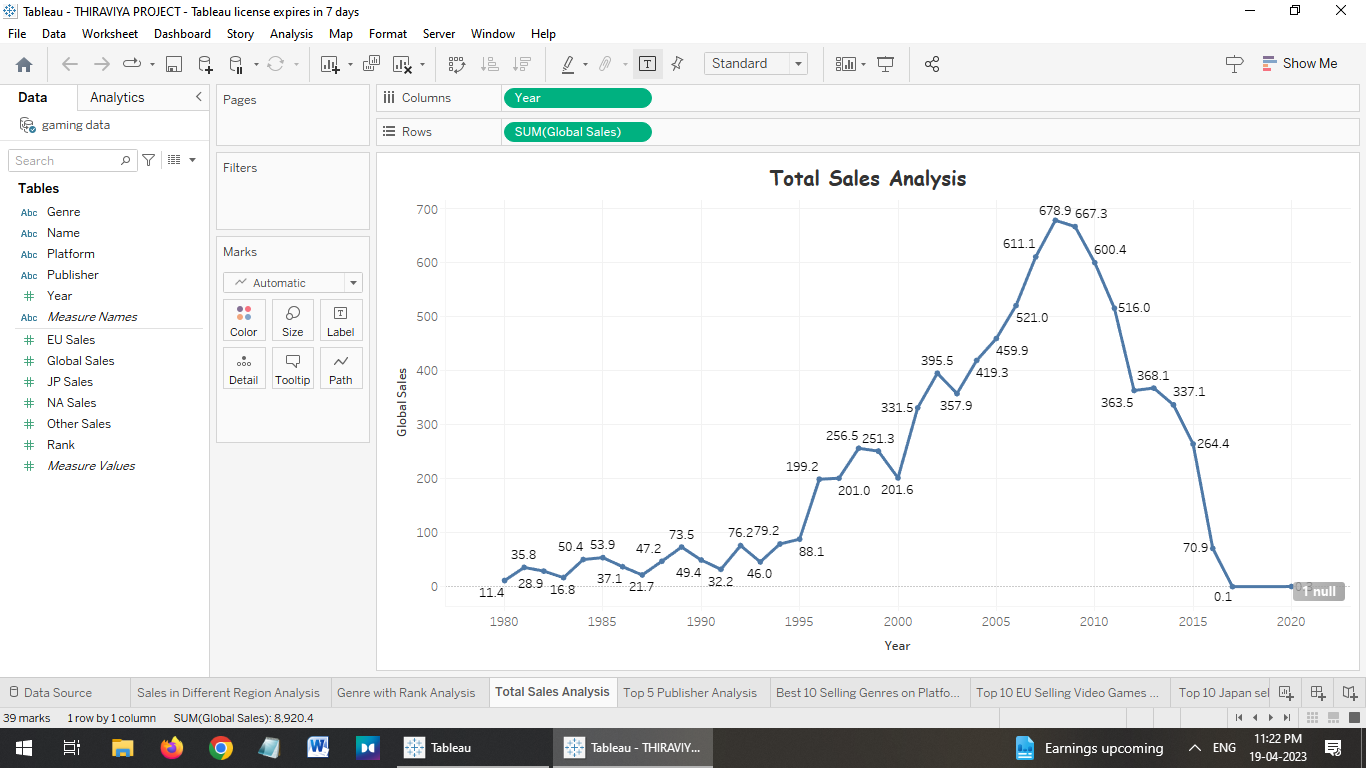 Tableau - THIRAVIYA PROJECT - Tableau license expires in 7 days
File Data Worksheet Dashboard Story Analysis Map Format Server Window Help
Standard
Show Me
Data Analytics
gaming data
Search
Tables
Abc Genre
Abc Name
Abc Platform
Abc Publisher
# Year
Abc Measure Names
# EU Sales
# Global Sales
# JP Sales
# NA Sales
# Other Sales
# Rank
# Measure Values
Pages
Filters
Marks
Automatic
Color Size Label
Detail Tooltip Path
Columns Year
Rows SUM(Global Sales)
Total Sales Analysis
Global Sales
700
600
500
400
300
200
100
0
11.4
35.8
28.9
16.8
50.4
53.9
37.1
21.7
47.2
73.5
49.4
32.2
76.2
46.0
79.2
88.1
199.2
201.0
256.5
251.3
201.6
331.5
395.5
357.9
419.3
459.9
521.0
611.1
678.9
667.3
600.4
516.0
363.5
368.1
337.1
264.4
70.9
0.1
1 null
1980 1985 1990 1995 2000 2005 2010 2015 2020
Year
Data Source Sales in Different Region Analysis Genre with Rank Analysis Total Sales Analysis Top 5 Publisher Analysis Best 10 Selling Genres on Platfo... Top 10 EU Selling Video Games ... Top 10 Japan sel
39 marks 1 row by 1 column SUM(Global Sales): 8,920.4
Tableau Tableau - THIRAVIY... Earnings upcoming ENG 11:22 PM
19-04-2023